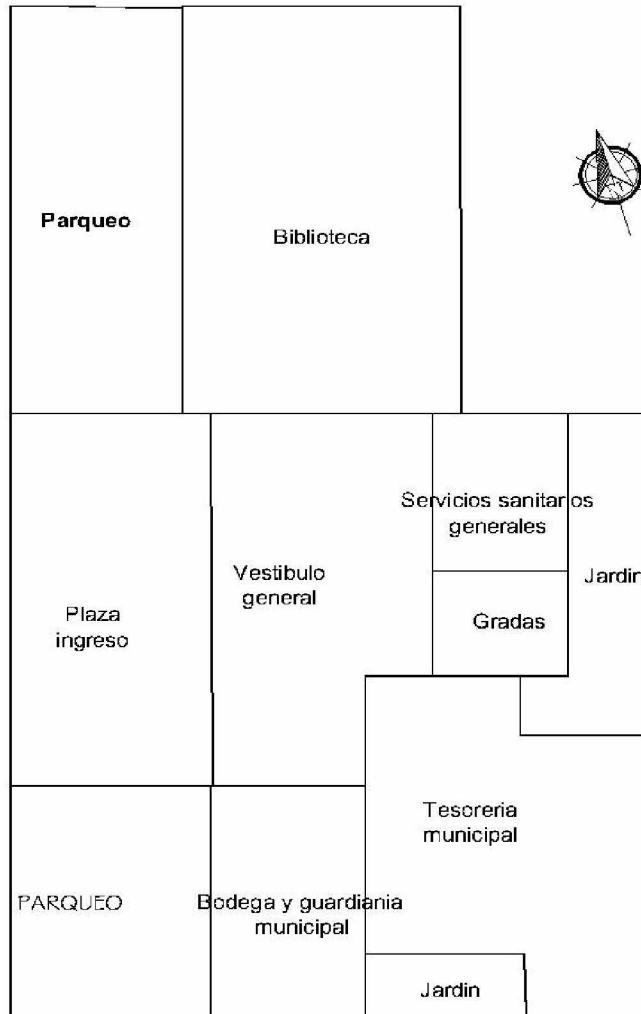 Parqueo
Biblioteca
Servicios sanitarios
generales
Vestibulo
general
Jardin
Plaza
ingreso
Gradas
Tesoreria
municipal
PARQUEO
Bodega y guardiania
municipal
Jardin